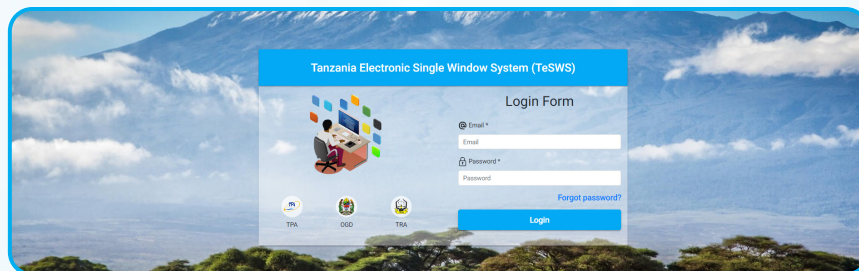 Tanzania Electronic Single Window System (TeSWS)
Login Form
@ Email *
Email
Password *
Password
Forgot password?
Login
TPA
OGD
TRA